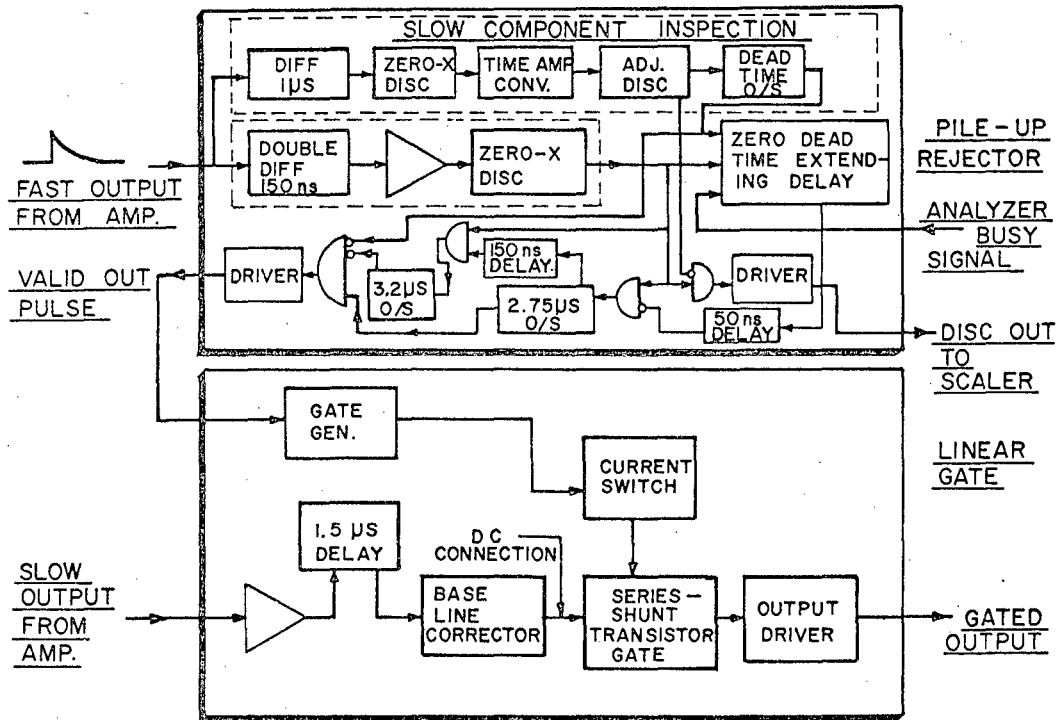 SLOW COMPONENT INSPECTION
DIFF
1µS
ZERO-X
DISC
TIME AMP
CONV.
ADJ.
DISC
DEAD
TIME
O/S
DOUBLE
DIFF
150ns
ZERO-X
DISC
ZERO DEAD
TIME EXTEND-
ING DELAY
PILE-UP
REJECTOR
FAST OUTPUT
FROM AMP.
ANALYZER
BUSY
SIGNAL
VALID OUT
PULSE
DRIVER
3.2µS
O/S
150ns
DELAY.
2.75µS
O/S
DRIVER
50ns
DELAY
DISC OUT
TO
SCALER
GATE
GEN.
CURRENT
SWITCH
LINEAR
GATE
1.5 µS
DELAY
DC
CONNECTION
SLOW
OUTPUT
FROM
AMP.
BASE
LINE
CORRECTOR
SERIES-
SHUNT
TRANSISTOR
GATE
OUTPUT
DRIVER
GATED
OUTPUT